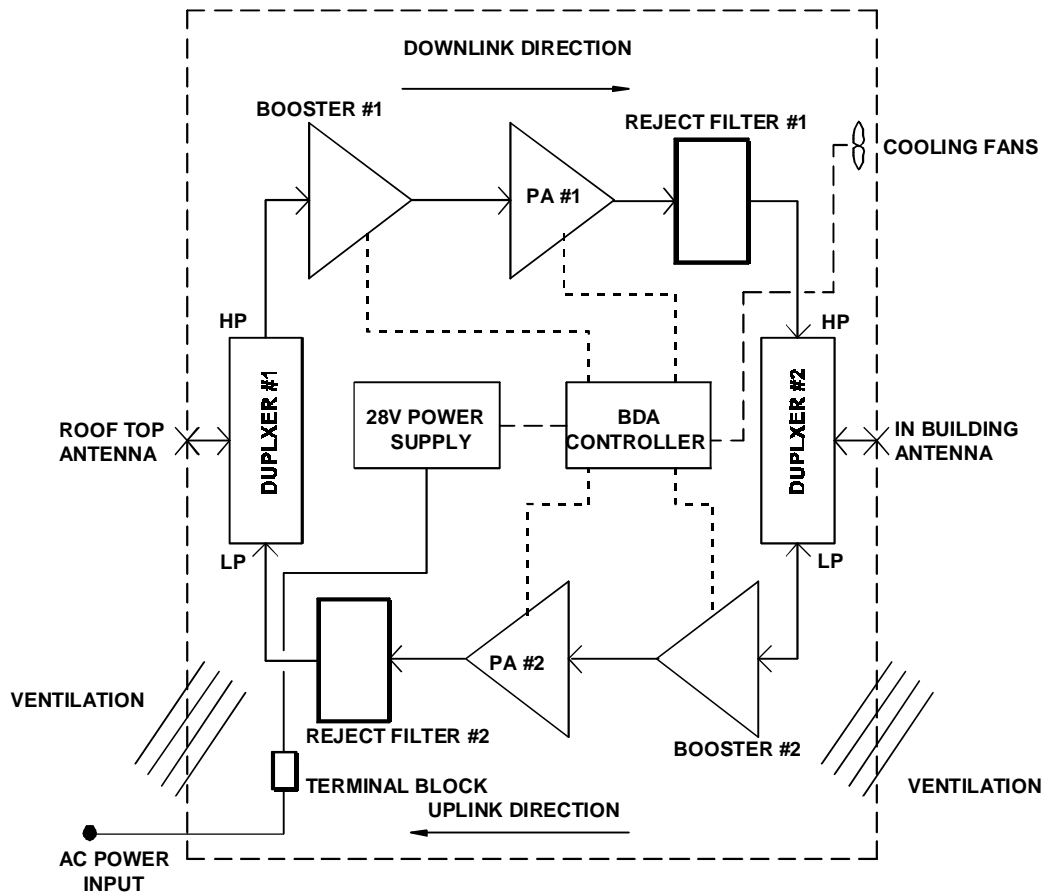 DOWNLINK DIRECTION
BOOSTER #1
REJECT FILTER #1
PA #1
COOLING FANS
HP
HP
DUPLXER #1
DUPLXER #2
28V POWER
SUPPLY
BDA
CONTROLLER
ROOF TOP
ANTENNA
IN BUILDING
ANTENNA
LP
LP
PA #2
VENTILATION
REJECT FILTER #2
BOOSTER #2
TERMINAL BLOCK
VENTILATION
UPLINK DIRECTION
AC POWER
INPUT